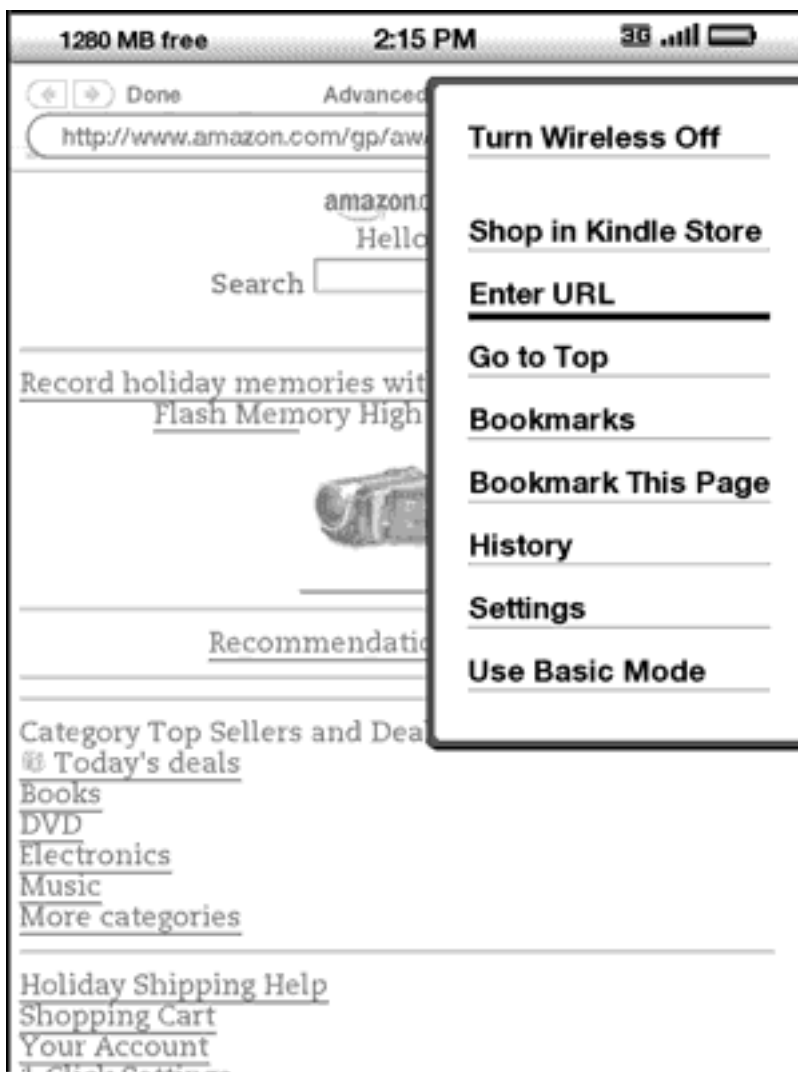 1280 MB free 2:15 PM 3G
Done Advanced
http://www.amazon.com/gp/aw/
amazon.c
Hello
Search
Record holiday memories wit
Flash Memory High
Recommendatio
Category Top Sellers and Deal
Today's deals
Books
DVD
Electronics
Music
More categories
Holiday Shipping Help
Shopping Cart
Your Account
1-Click Settings
Turn Wireless Off
Shop in Kindle Store
Enter URL
Go to Top
Bookmarks
Bookmark This Page
History
Settings
Use Basic Mode